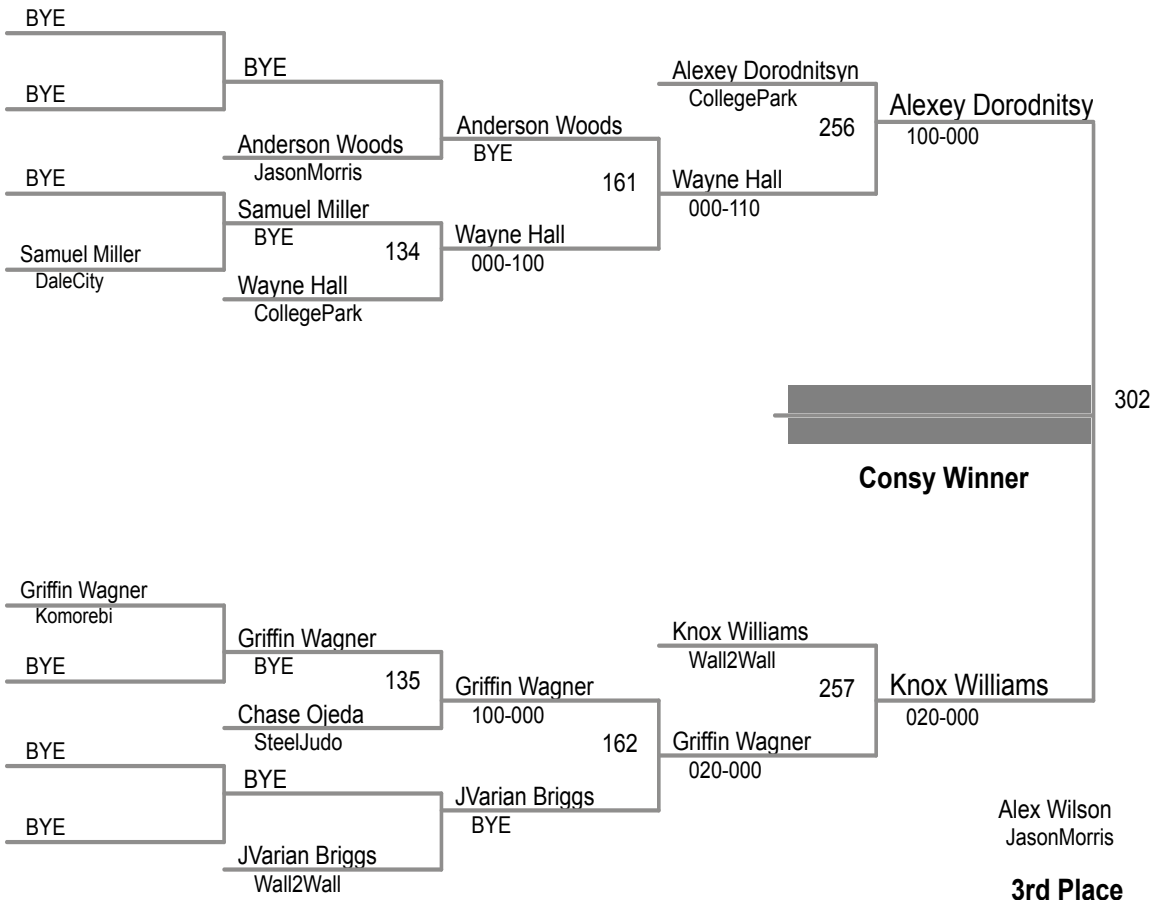 BYE
BYE
BYE
Samuel Miller
DaleCity
BYE
Anderson Woods
JasonMorris
Samuel Miller
BYE
134
Wayne Hall
CollegePark
Anderson Woods
BYE
161
Wayne Hall
000-100
Alexey Dorodnitsyn
CollegePark
256
Wayne Hall
000-110
Alexey Dorodnitsy
100-000
302
Consy Winner
Griffin Wagner
Komorebi
BYE
BYE
BYE
Griffin Wagner
BYE
135
Chase Ojeda
SteelJudo
BYE
JVarian Briggs
Wall2Wall
Griffin Wagner
100-000
162
JVarian Briggs
BYE
Knox Williams
Wall2Wall
257
Griffin Wagner
020-000
Knox Williams
020-000
Alex Wilson
JasonMorris
3rd Place